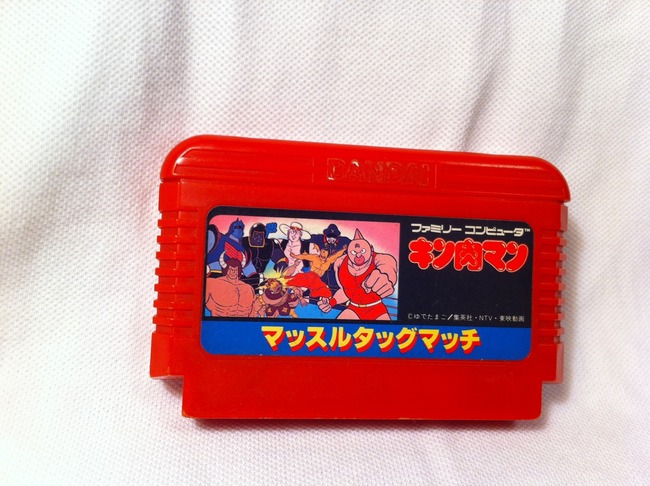 BANDAI
ファミリー コンピュータ™
キン肉マン
©ゆでたまご／集英社・NTV・東映動画
マッスルタッグマッチ